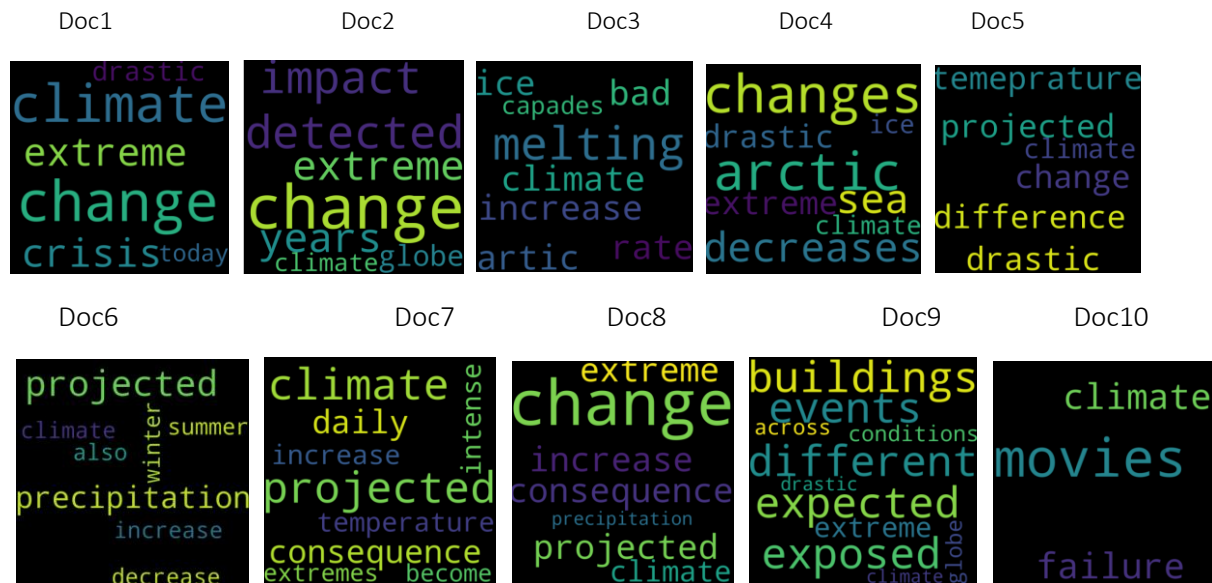 Doc1 Doc2 Doc3 Doc4 Doc5
drastic
climate
extreme
change
crisis today
impact
detected
extreme
change
years
climate globe
ice
capades bad
melting
climate
increase
rate
artic
changes
drastic ice
arctic
extreme sea
climate
decreases
temeprature
projected
climate
change
difference
drastic
Doc6 Doc7 Doc8 Doc9 Doc10
projected
climate winter summer
also
precipitation
increase
decrease
climate intense
daily
increase
projected
temperature
consequence
extremes become
extreme
change
increase
consequence
precipitation
projected
climate
buildings
events
across conditions
different
drastic
expected
extreme globe
exposed
climate
climate
movies
failure